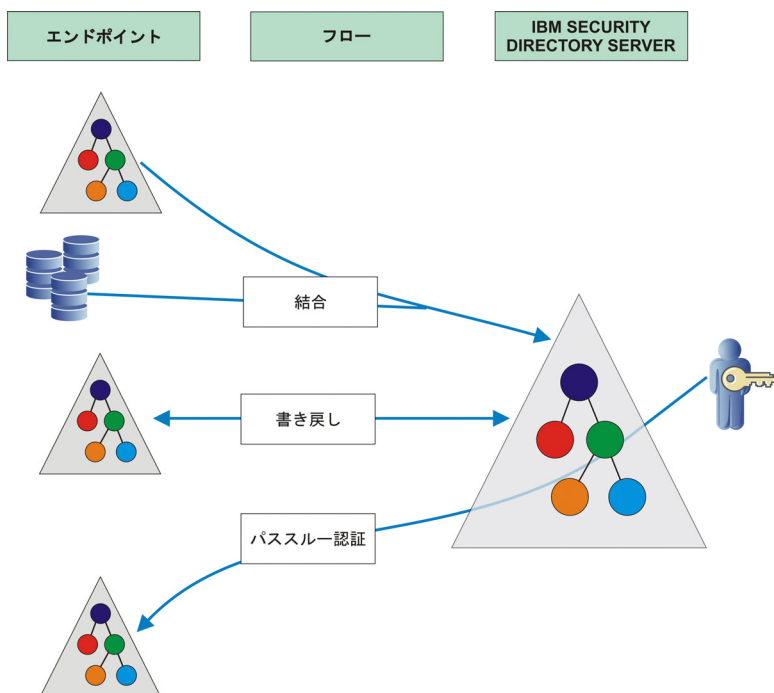 エンドポイント
フロー
IBM SECURITY
DIRECTORY SERVER
結合
書き戻し
パススルー認証